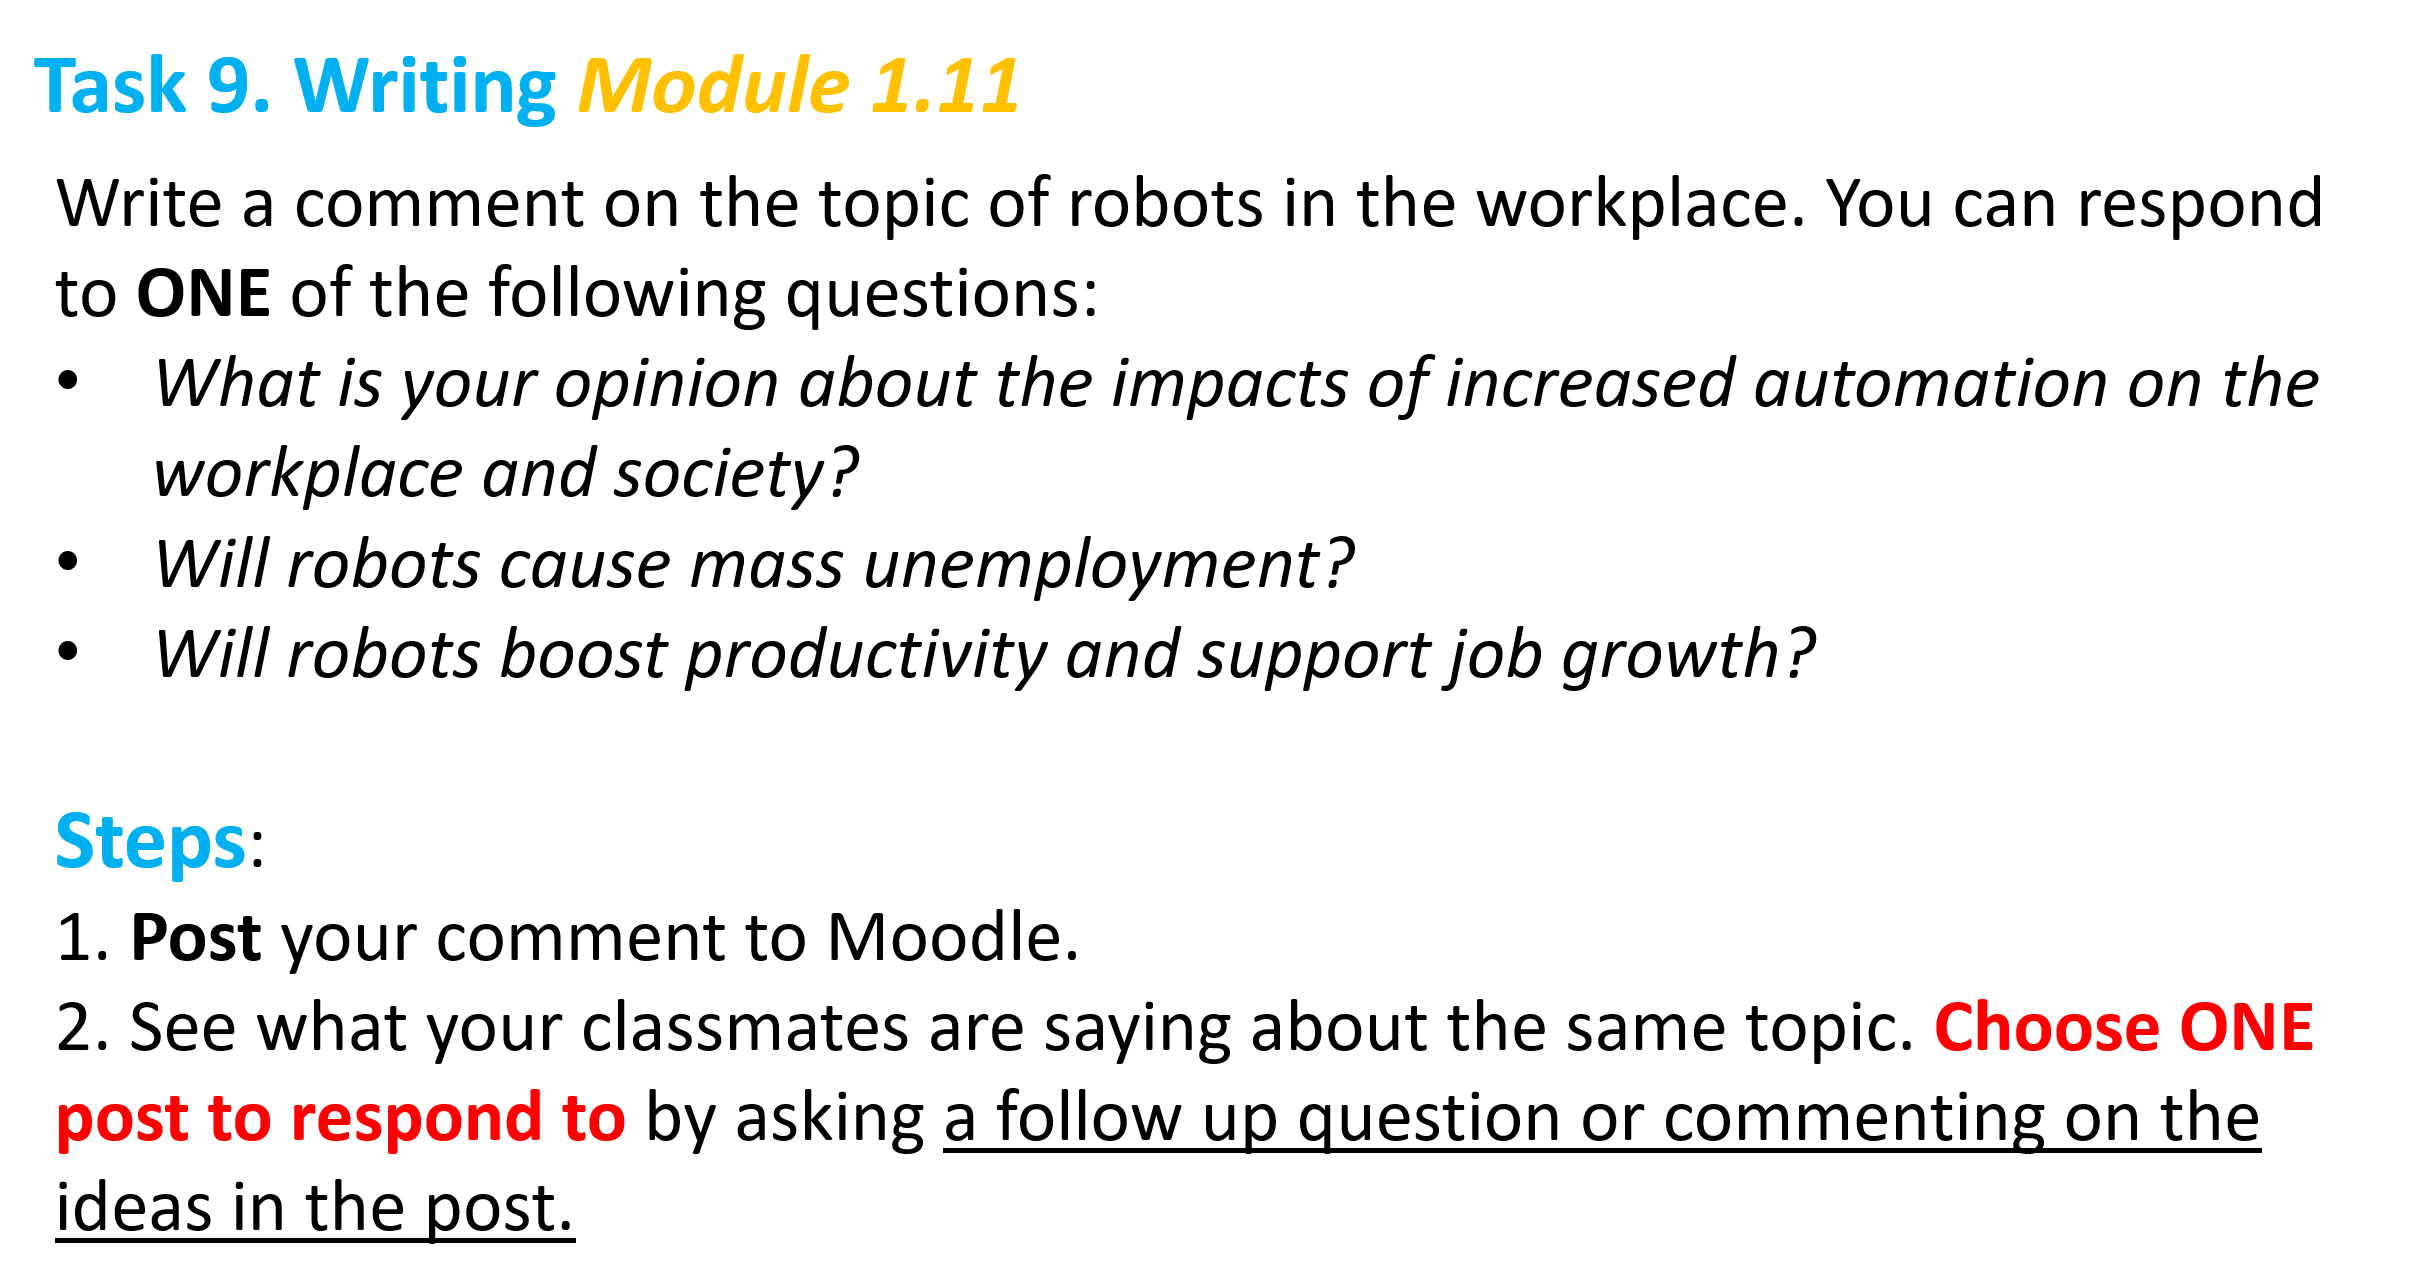 Task 9. Writing Module 1.11
Write a comment on the topic of robots in the workplace. You can respond
to ONE of the following questions:
• What is your opinion about the impacts of increased automation on the
workplace and society?
• Will robots cause mass unemployment?
• Will robots boost productivity and support job growth?
Steps:
1. Post your comment to Moodle.
2. See what your classmates are saying about the same topic. Choose ONE
post to respond to by asking a follow up question or commenting on the
ideas in the post.